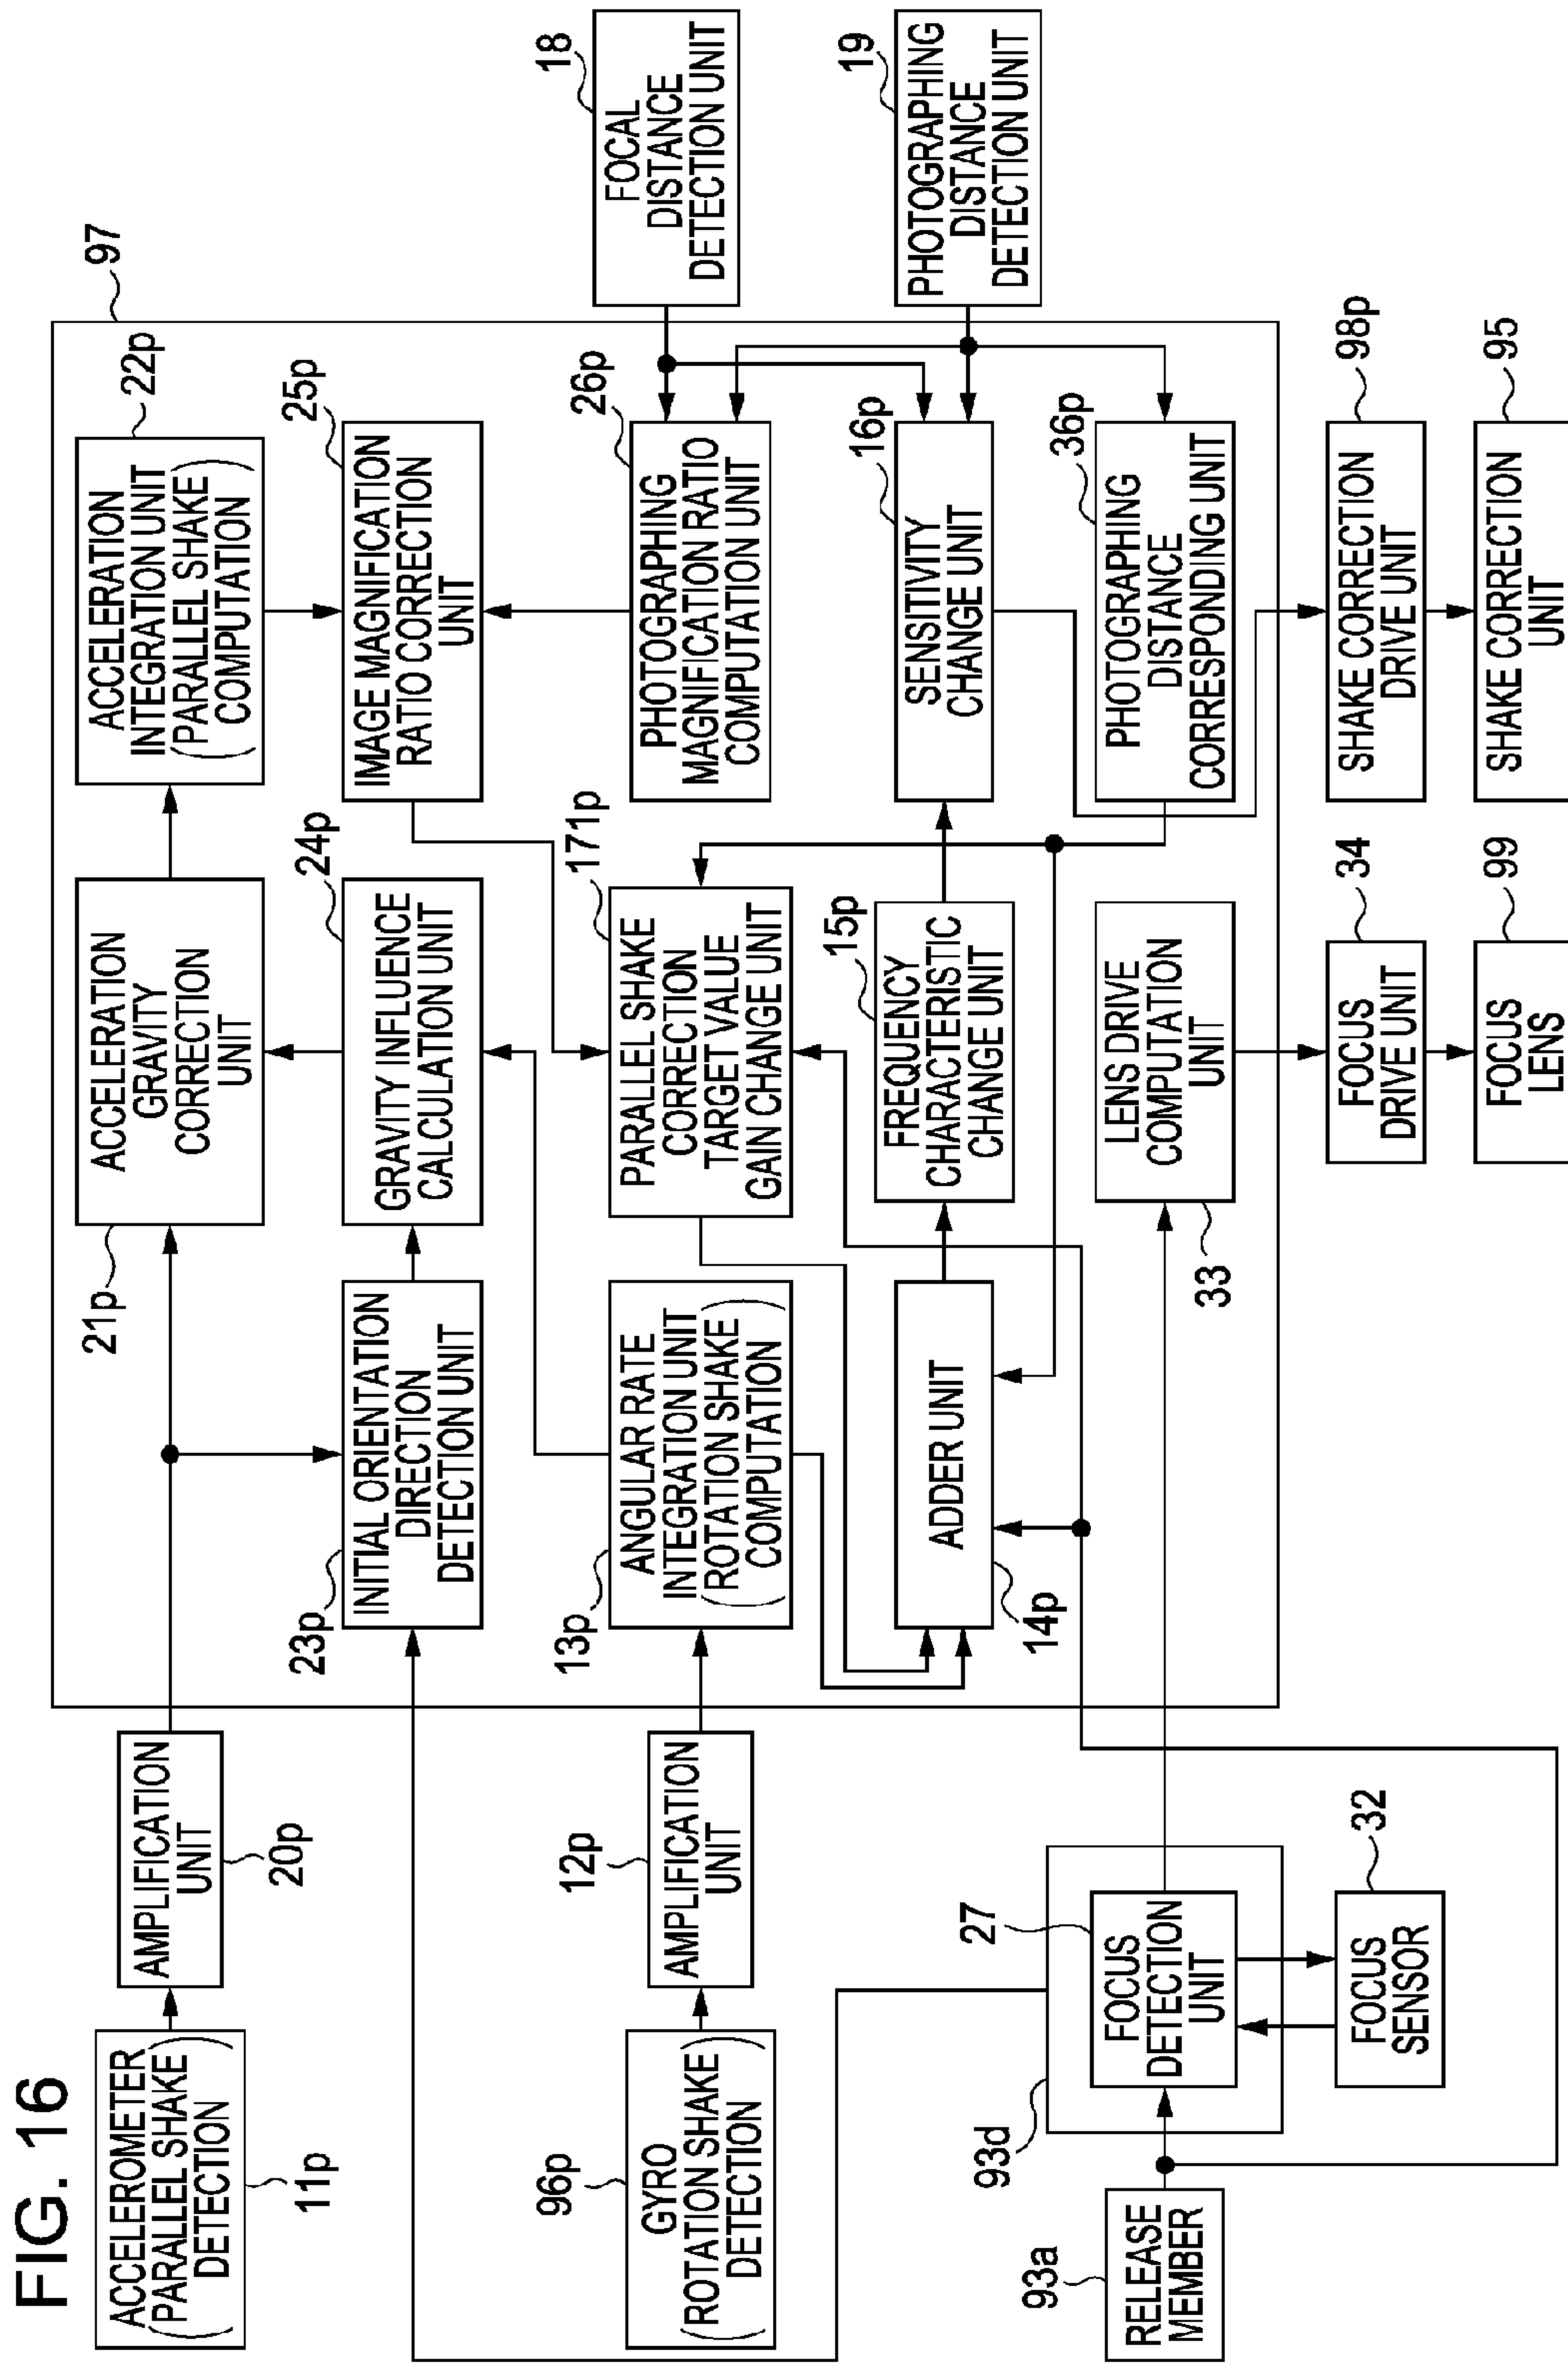 FIG. 16
ACCELEROMETER
(PARALLEL SHAKE
DETECTION)
11p
AMPLIFICATION
UNIT
20p
21p
ACCELERATION
GRAVITY
CORRECTION
UNIT
ACCELERATION
INTEGRATION UNIT
(PARALLEL SHAKE
COMPUTATION)
22p
97
23p
INITIAL ORIENTATION
DIRECTION
DETECTION UNIT
24p
GRAVITY INFLUENCE
CALCULATION UNIT
25p
IMAGE MAGNIFICATION
RATIO CORRECTION
UNIT
96p
GYRO
(ROTATION SHAKE
DETECTION)
12p
AMPLIFICATION
UNIT
13p
ANGULAR RATE
INTEGRATION UNIT
(ROTATION SHAKE
COMPUTATION)
171p
PARALLEL SHAKE
CORRECTION
TARGET VALUE
GAIN CHANGE UNIT
26p
PHOTOGRAPHING
MAGNIFICATION RATIO
COMPUTATION UNIT
18
FOCAL
DISTANCE
DETECTION UNIT
ADDER UNIT
14p
15p
FREQUENCY
CHARACTERISTIC
CHANGE UNIT
16p
SENSITIVITY
CHANGE UNIT
19
PHOTOGRAPHING
DISTANCE
DETECTION UNIT
93a
RELEASE
MEMBER
93d
27
FOCUS
DETECTION
UNIT
32
FOCUS
SENSOR
33
LENS DRIVE
COMPUTATION
UNIT
36p
PHOTOGRAPHING
DISTANCE
CORRESPONDING UNIT
34
FOCUS
DRIVE UNIT
98p
SHAKE CORRECTION
DRIVE UNIT
99
FOCUS
LENS
95
SHAKE CORRECTION
UNIT